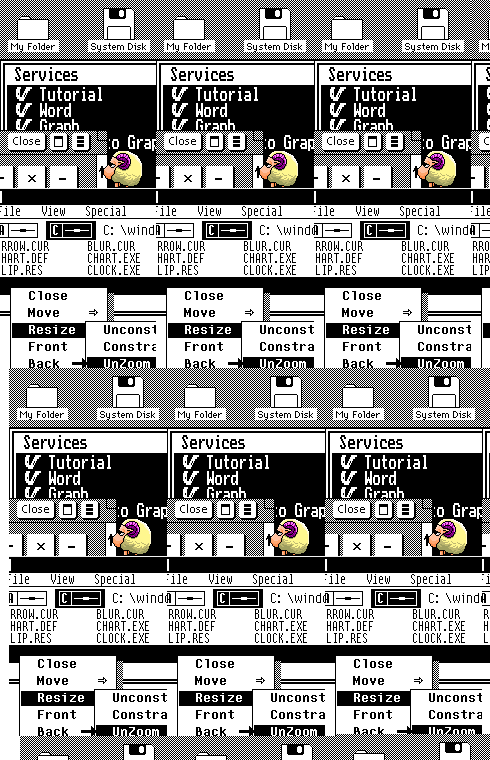 My Folder System Disk My Folder System Disk My Folder System Disk
Services Services Services
Tutorial Tutorial Tutorial
Word Word Word
Graph Graph Graph
Close o Grap Close o Grap Close o Grap
× - × - × -
ile View Special ile View Special ile View Special
C C: \wind C C: \wind C C: \wind
RROW.CUR BLUR.CUR RROW.CUR BLUR.CUR RROW.CUR BLUR.CUR
HART.DEF CHART.EXE HART.DEF CHART.EXE HART.DEF CHART.EXE
LIP.RES CLOCK.EXE LIP.RES CLOCK.EXE LIP.RES CLOCK.EXE
Close Close Close
Move ⇒ Move ⇒ Move ⇒
Resize Unconst Resize Unconst Resize Unconst
Front Constra Front Constra Front Constra
Back UnZoom Back UnZoom Back UnZoom
My Folder System Disk My Folder System Disk My Folder System Disk
Services Services Services
Tutorial Tutorial Tutorial
Word Word Word
Graph Graph Graph
Close o Grap Close o Grap Close o Grap
× - × - × -
ile View Special ile View Special ile View Special
C C: \wind C C: \wind C C: \wind
RROW.CUR BLUR.CUR RROW.CUR BLUR.CUR RROW.CUR BLUR.CUR
HART.DEF CHART.EXE HART.DEF CHART.EXE HART.DEF CHART.EXE
LIP.RES CLOCK.EXE LIP.RES CLOCK.EXE LIP.RES CLOCK.EXE
Close Close Close
Move ⇒ Move ⇒ Move ⇒
Resize Unconst Resize Unconst Resize Unconst
Front Constra Front Constra Front Constra
Back UnZoom Back UnZoom Back UnZoom